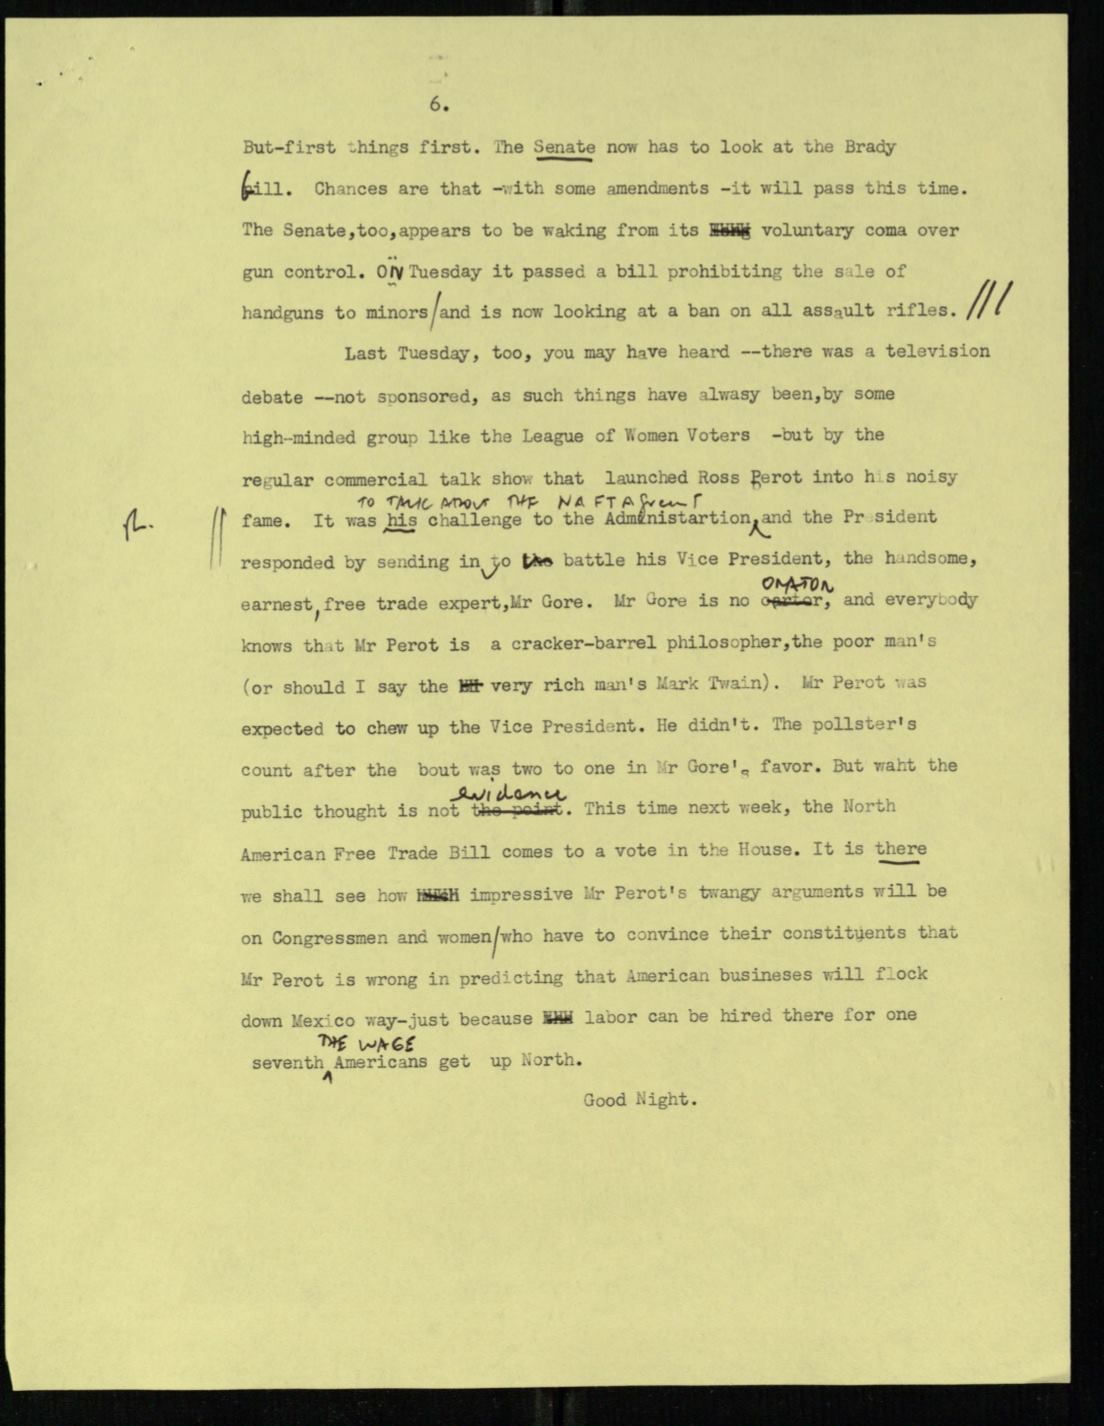 6.
But-first things first. The Senate now has to look at the Brady
bill. Chances are that -with some amendments -it will pass this time.
The Senate,too,appears to be waking from its voluntary coma over
gun control. ON Tuesday it passed a bill prohibiting the sale of
handguns to minors/and is now looking at a ban on all assault rifles. ///
Last Tuesday, too, you may have heard --there was a television
debate --not sponsored, as such things have alwasy been,by some
high-minded group like the League of Women Voters -but by the
regular commercial talk show that launched Ross Perot into his noisy
TO TALK ABOUT THE NAFTAgreemt
fame. It was his challenge to the Administartion, and the President
responded by sending in to the battle his Vice President, the handsome,
ORATOR
earnest, free trade expert,Mr Gore. Mr Gore is no oartor, and everybody
knows that Mr Perot is a cracker-barrel philosopher,the poor man's
(or should I say the very rich man's Mark Twain). Mr Perot was
expected to chew up the Vice President. He didn't. The pollster's
count after the bout was two to one in Mr Gore's favor. But waht the
evidence
public thought is not the point. This time next week, the North
American Free Trade Bill comes to a vote in the House. It is there
we shall see how impressive Mr Perot's twangy arguments will be
on Congressmen and women/who have to convince their constituents that
Mr Perot is wrong in predicting that American busineses will flock
down Mexico way-just because labor can be hired there for one
THE WAGE
seventh Americans get up North.
Good Night.